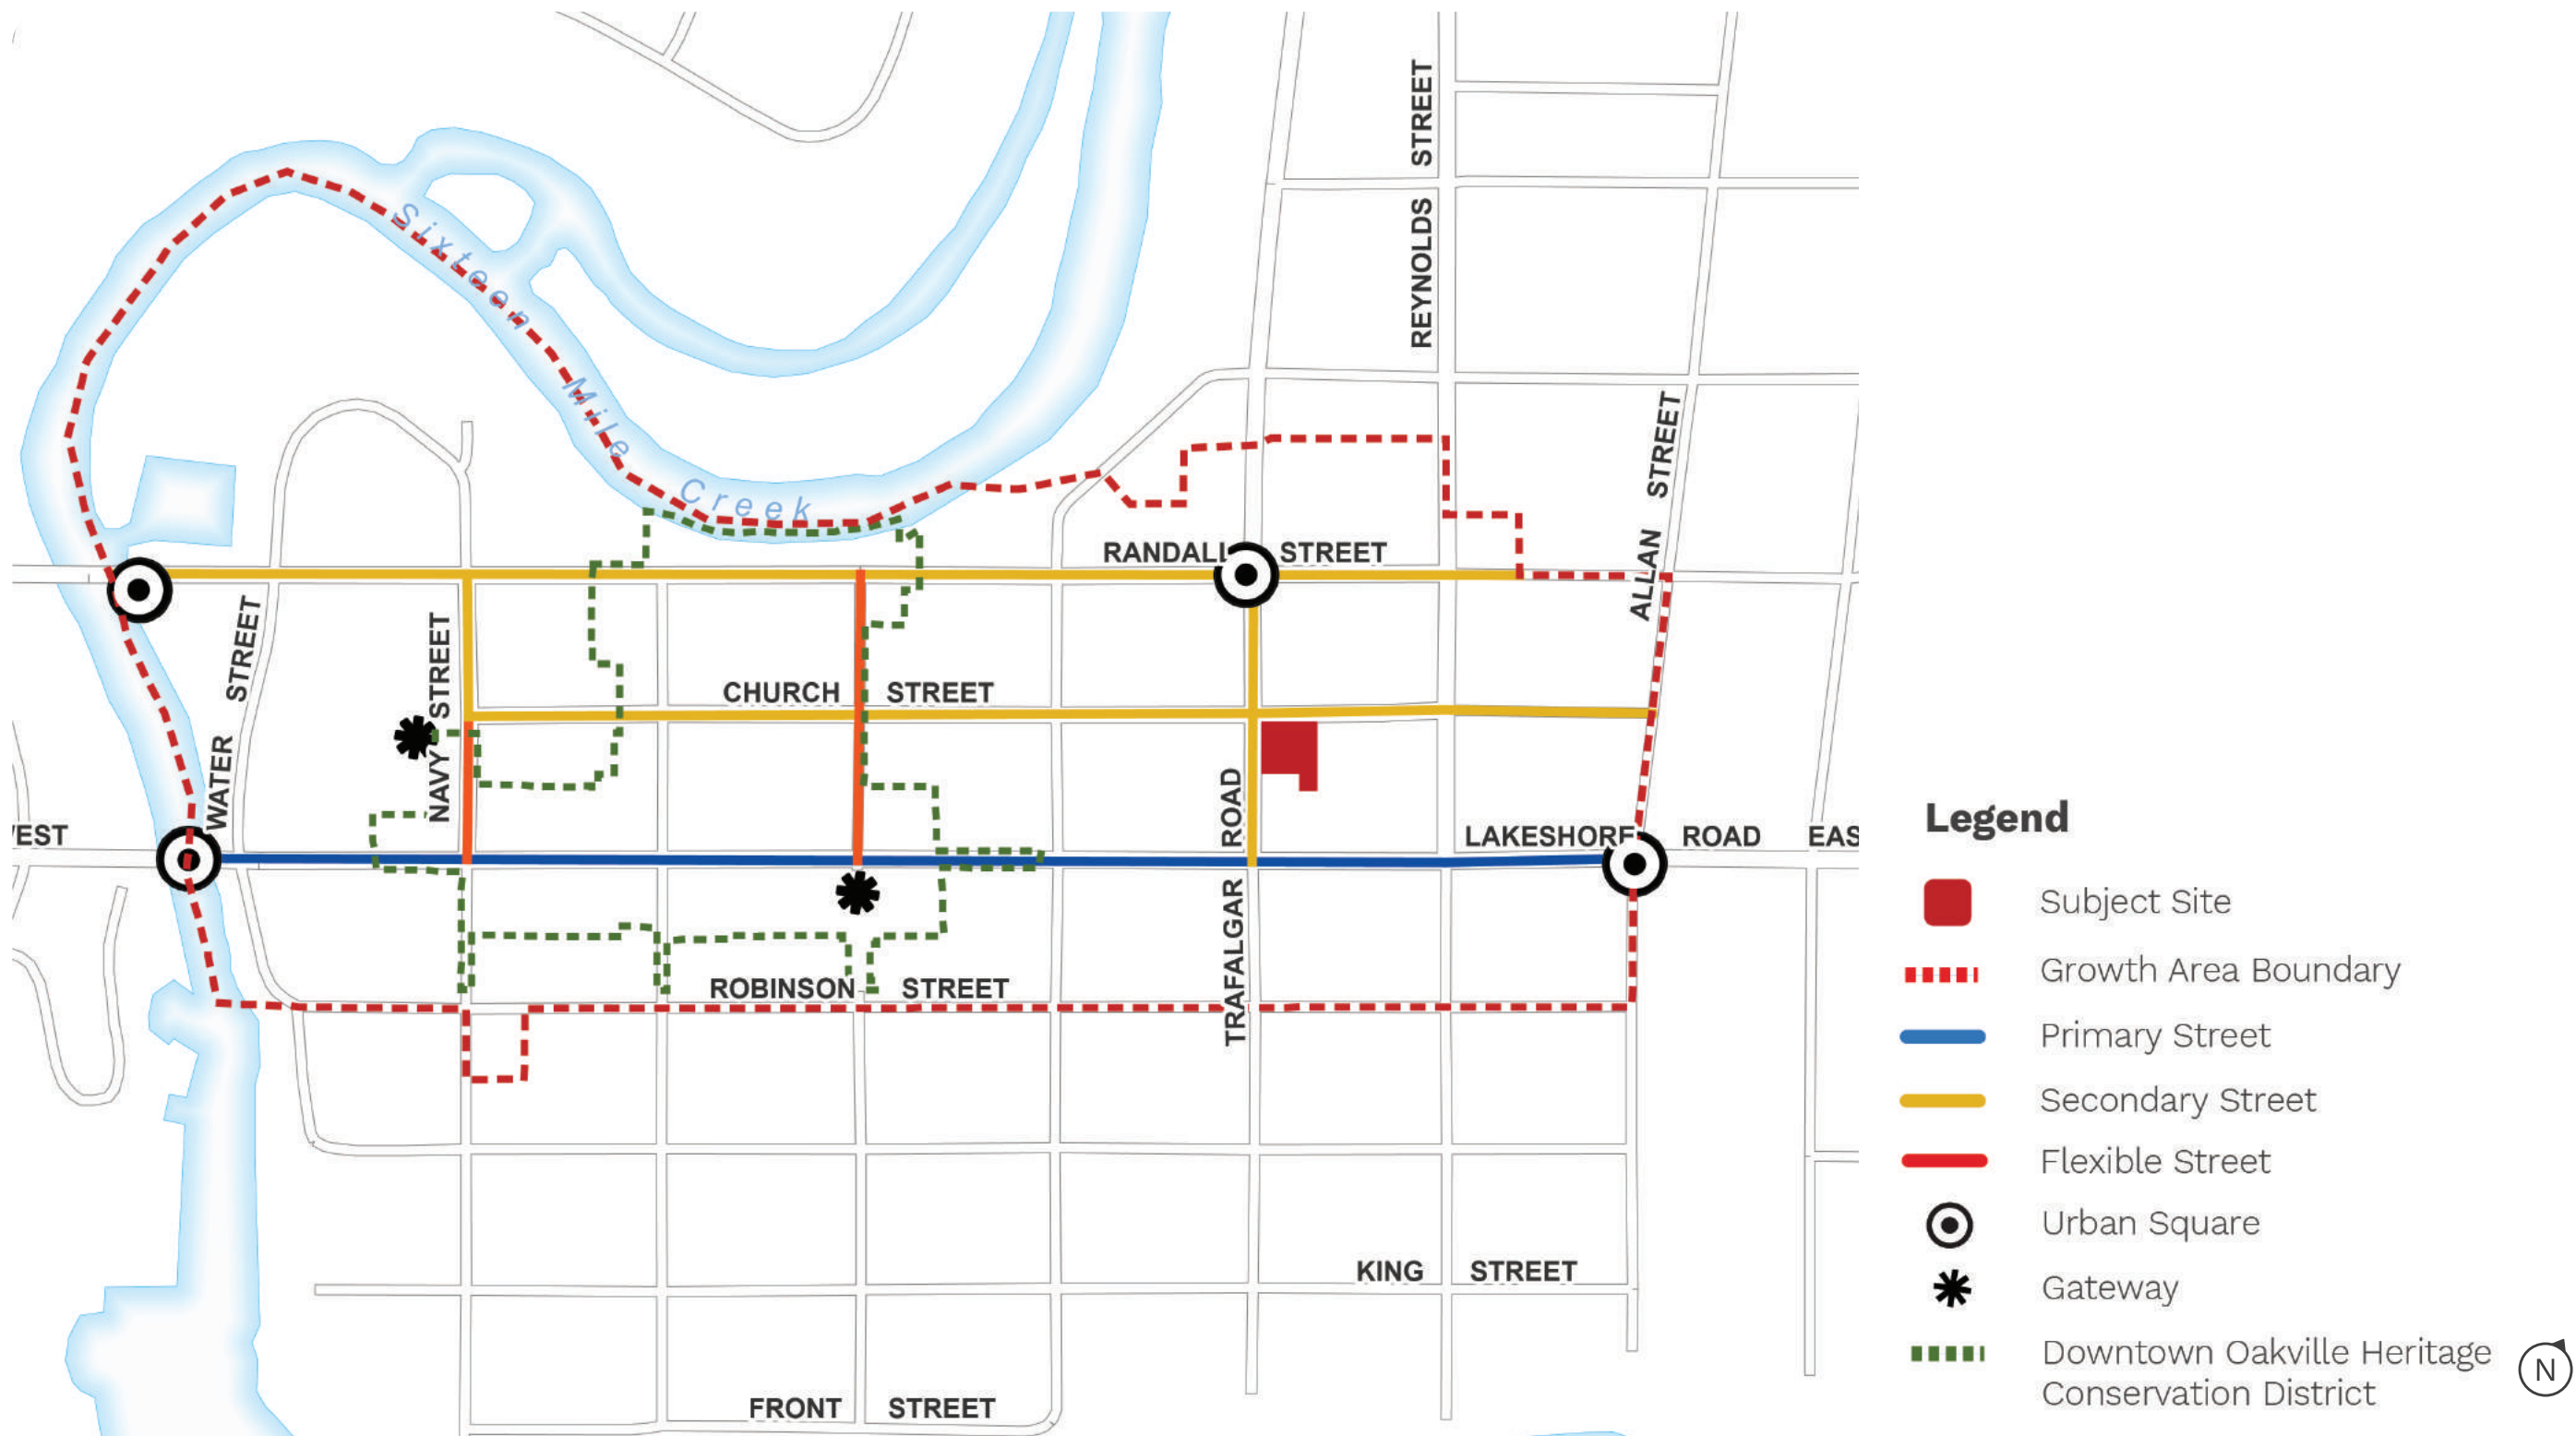 REYNOLDS STREET
Sixteen Mile Creek
ALLAN STREET
RANDALL STREET
WATER STREET
NAVY STREET
CHURCH STREET
TRAFALGAR ROAD
EST
LAKESHORE ROAD EAS
ROBINSON STREET
KING STREET
FRONT STREET
Legend
Subject Site
Growth Area Boundary
Primary Street
Secondary Street
Flexible Street
Urban Square
Gateway
Downtown Oakville Heritage
Conservation District
N